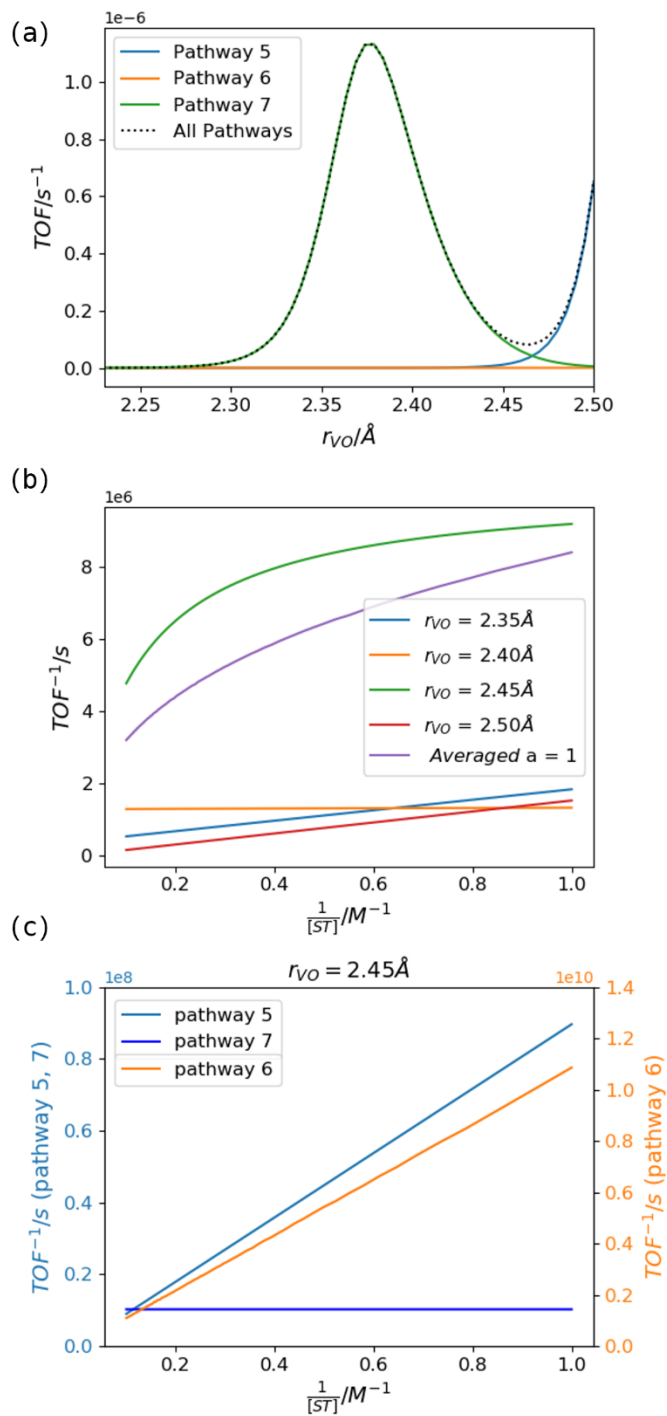 (a)
1e−6
Pathway 5
Pathway 6
Pathway 7
All Pathways
TOF/s⁻¹
1.0
0.8
0.6
0.4
0.2
0.0
2.25 2.30 2.35 2.40 2.45 2.50
r_VO/Å
(b)
1e6
TOF⁻¹/s
8
6
4
2
0
r_VO = 2.35Å
r_VO = 2.40Å
r_VO = 2.45Å
r_VO = 2.50Å
Averaged a = 1
0.2 0.4 0.6 0.8 1.0
1/[ST]/M⁻¹
(c)
r_VO = 2.45Å
1e8
1e10
pathway 5
pathway 7
pathway 6
TOF⁻¹/s (pathway 5, 7)
1.0
0.8
0.6
0.4
0.2
0.0
1.4
1.2
1.0
0.8
0.6
0.4
0.2
0.0
TOF⁻¹/s (pathway 6)
0.2 0.4 0.6 0.8 1.0
1/[ST]/M⁻¹